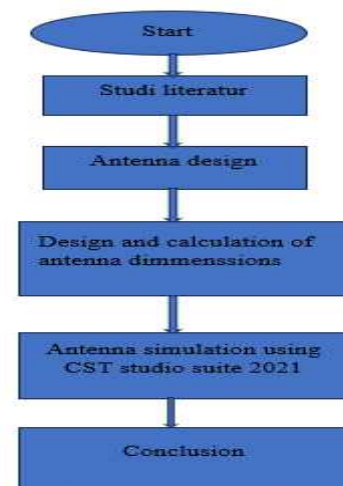 Start
Studi literatur
Antenna design
Design and calculation of
antenna dimmenssions
Antenna simulation using
CST studio suite 2021
Conclusion